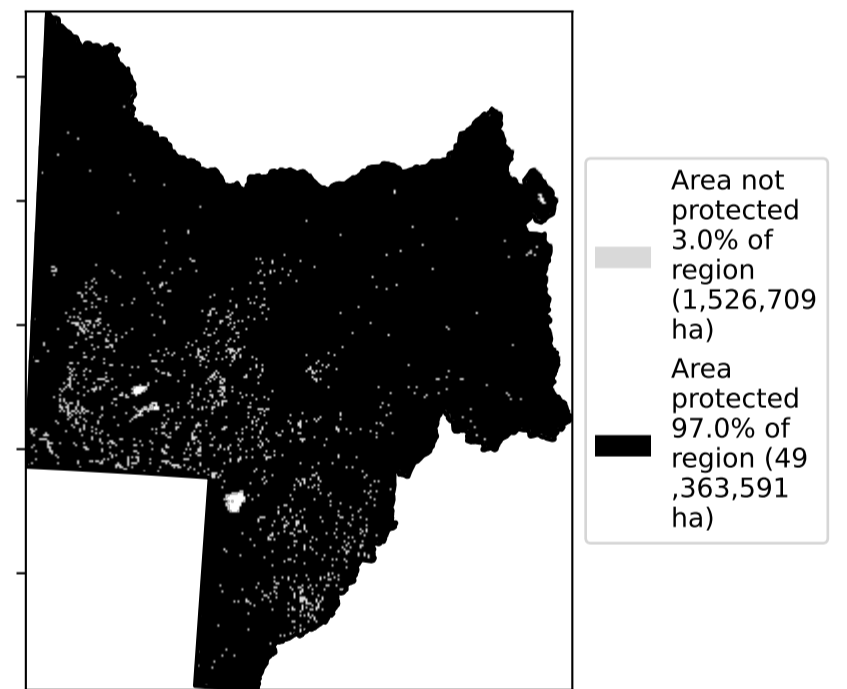 Area not
protected
3.0% of
region
(1,526,709
ha)
Area
protected
97.0% of
region (49
,363,591
ha)